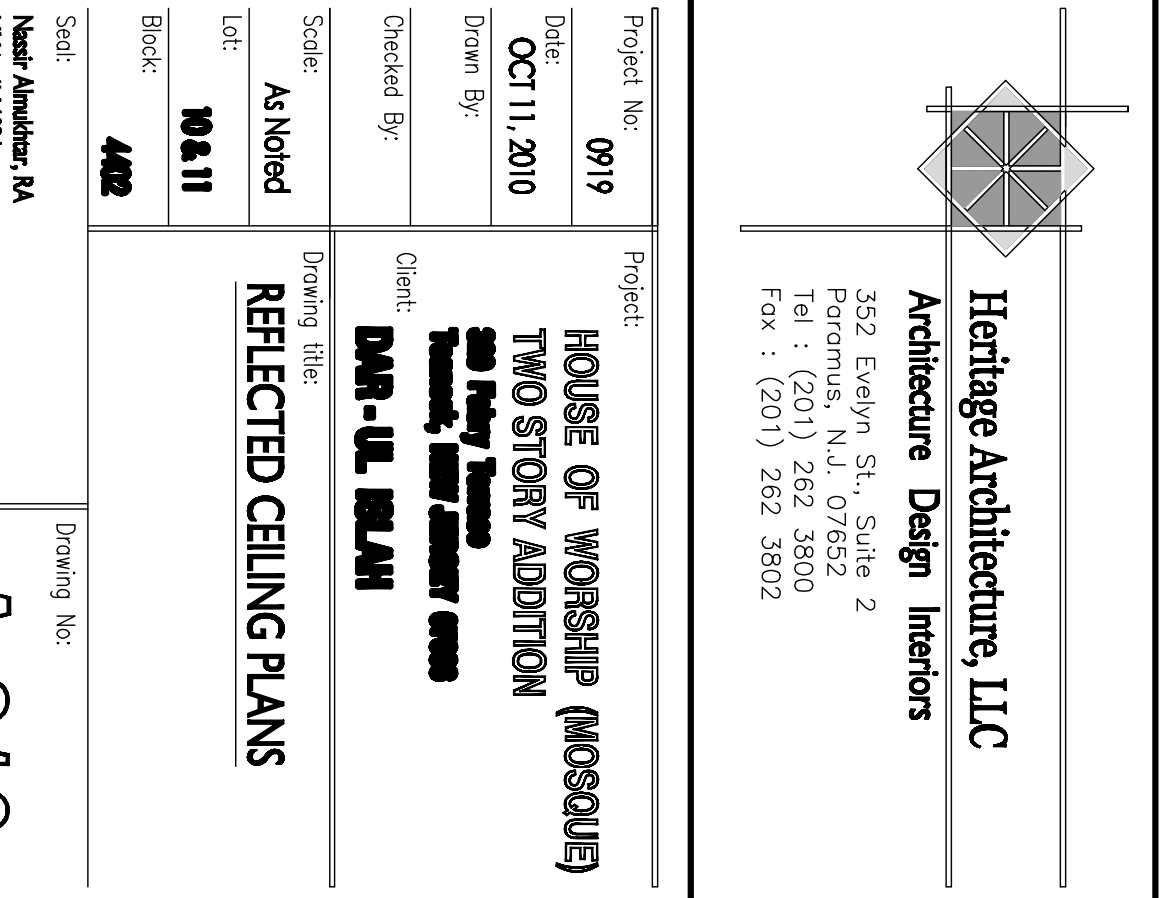 Heritage Architecture, LLC
Architecture Design Interiors
352 Evelyn St., Suite 2
Paramus, N.J. 07652
Tel : (201) 262 3800
Fax : (201) 262 3802
Project No:
0919
Date:
OCT 11, 2010
Drawn By:
Checked By:
Scale:
As Noted
Lot:
10 & 11
Block:
4402
Project:
HOUSE OF WORSHIP (MOSQUE)
TWO STORY ADDITION
Teaneck, NEW JERSEY
Client:
DAR-UL ISLAH
Drawing title:
REFLECTED CEILING PLANS
Seal:
Nassir Almukhtar, RA
Drawing No: